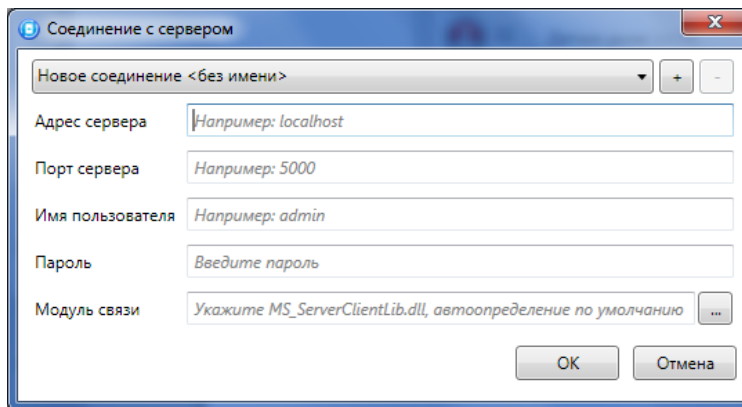 Соединение с сервером
Новое соединение <без имени>
+
-
Адрес сервера
Например: localhost
Порт сервера
Например: 5000
Имя пользователя
Например: admin
Пароль
Введите пароль
Модуль связи
Укажите MS_ServerClientLib.dll, автоопределение по умолчанию
...
OK
Отмена